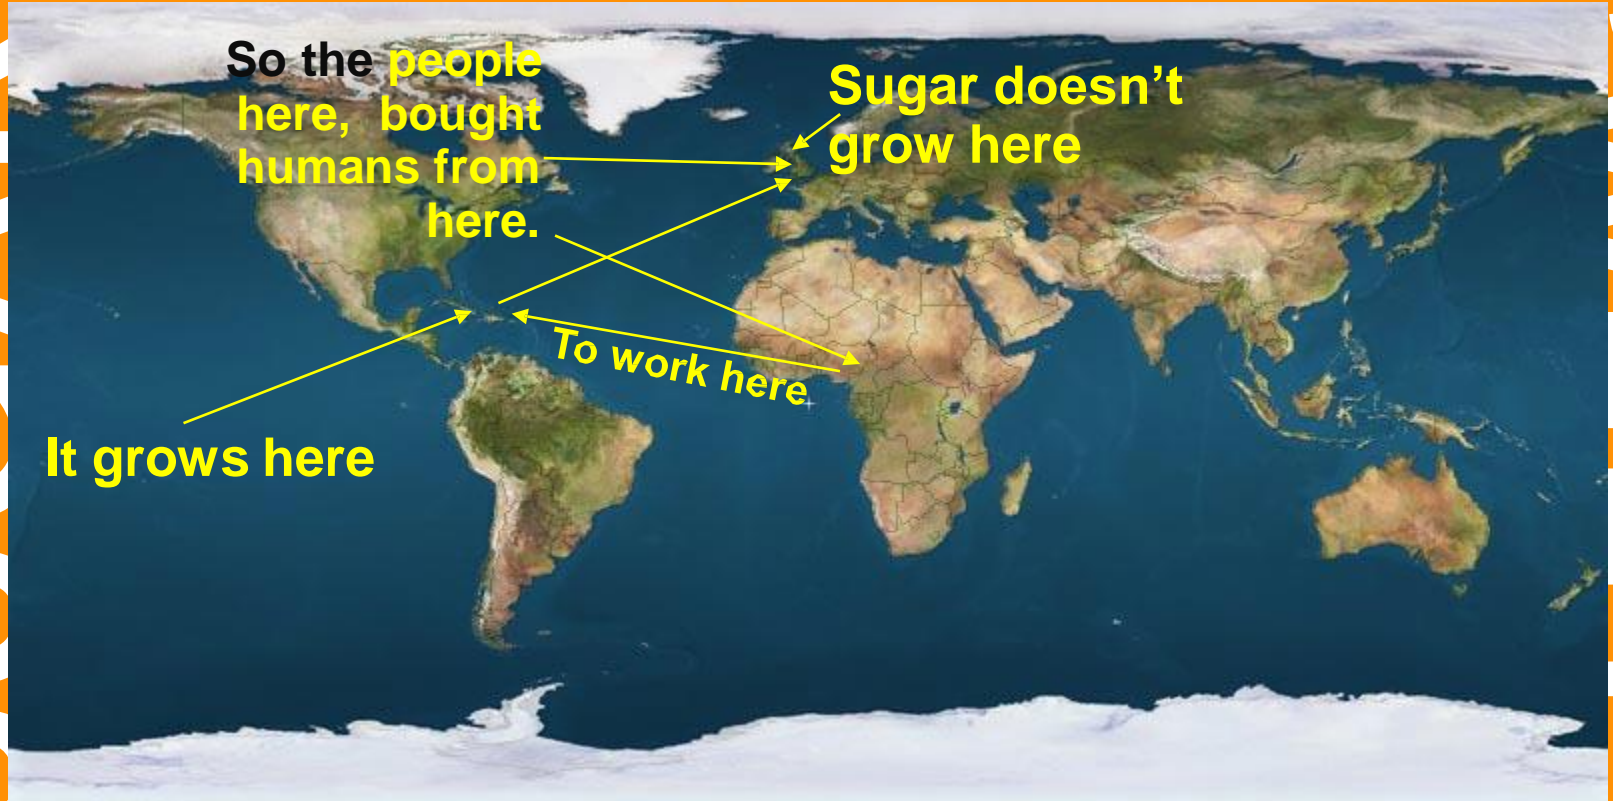 Sugar doesn’t
grow here
It grows here
So the people
here, bought
humans from
here.
To work here